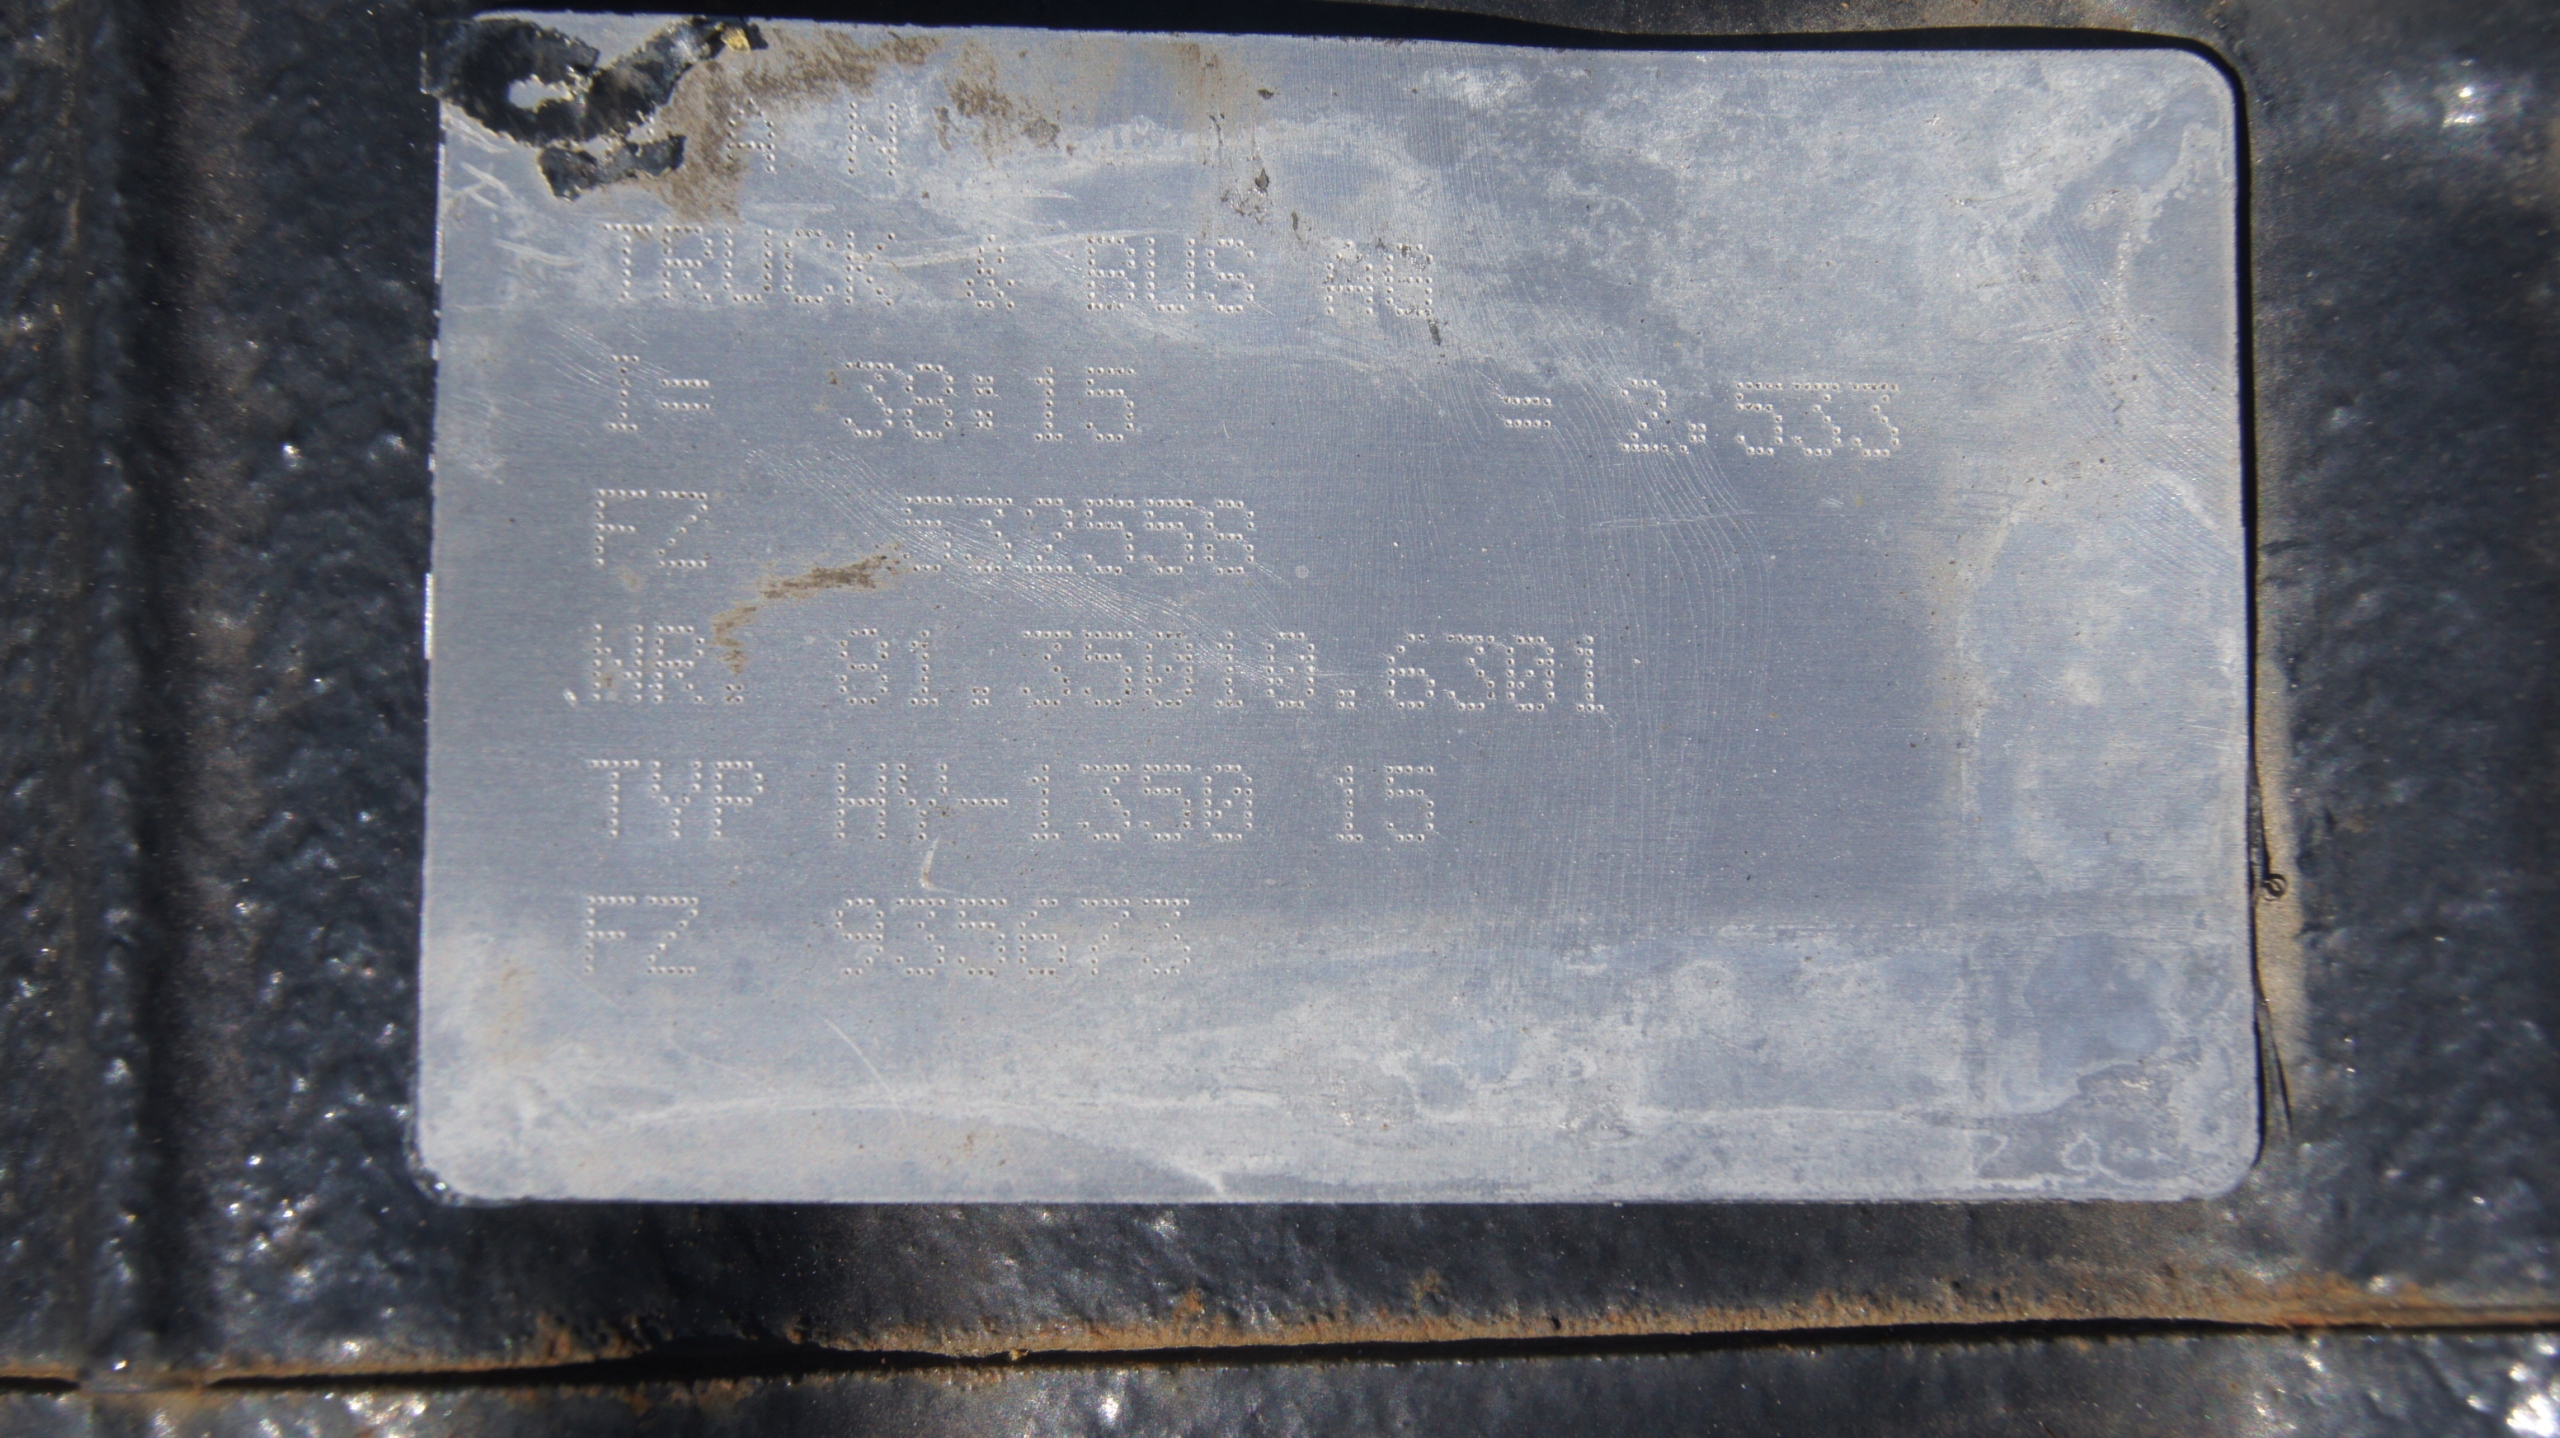 A N
TRUCK & BUS AG
I= 38:15 = 2.533
FZ 532558
.NR. 81.35010.6301
TYP HY-1350 15
FZ 935673